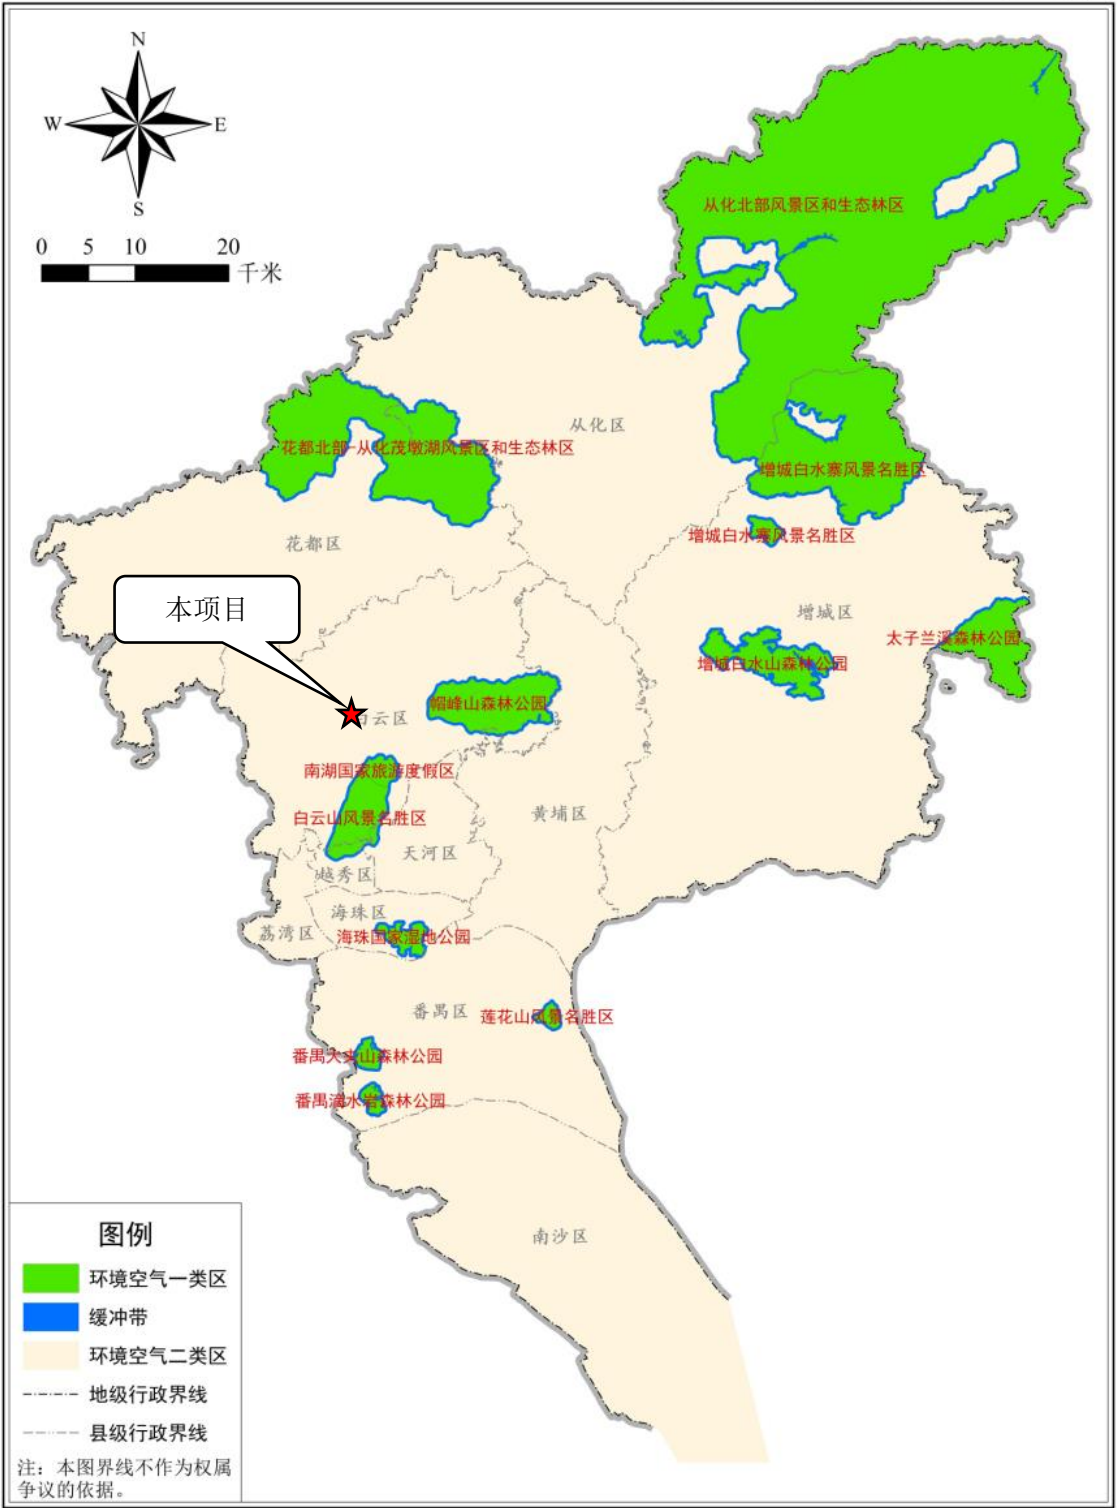 N
W
E
S
0 5 10 20
千米
从化北部风景区和生态林区
从化区
花都北部-从化茂墩湖风景区和生态林区
增城白水寨风景名胜区
增城白水寨风景名胜区
花都区
本项目
增城区
太子兰溪森林公园
增城白水山森林公园
帽峰山森林公园
白云区
南湖国家旅游度假区
白云山风景名胜区
黄埔区
天河区
越秀区
海珠区
荔湾区
海珠国家湿地公园
番禺区
莲花山风景名胜区
番禺大夫山森林公园
番禺滴水岩森林公园
南沙区
图例
环境空气一类区
缓冲带
环境空气二类区
地级行政界线
县级行政界线
注：本图界线不作为权属
争议的依据。